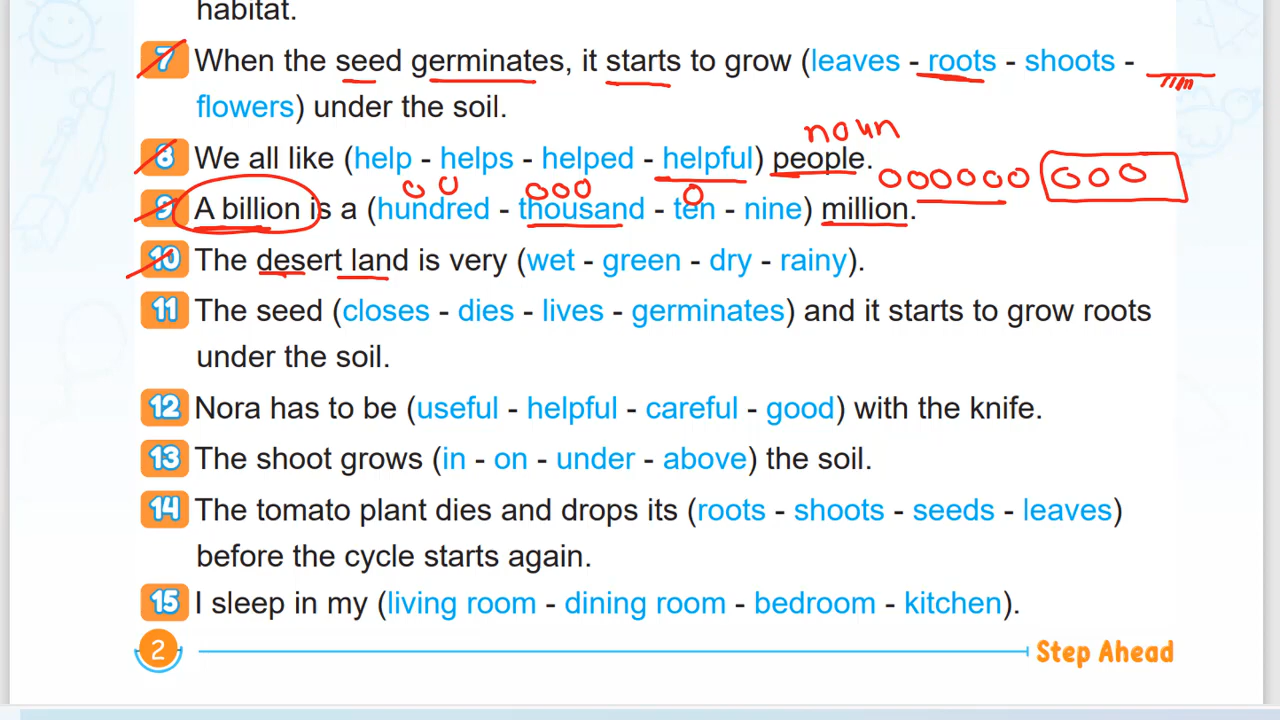 habitat.
7 When the seed germinates, it starts to grow (leaves - roots - shoots -
flowers) under the soil.
noun
8 We all like (help - helps - helped - helpful) people.
9 A billion is a (hundred - thousand - ten - nine) million.
10 The desert land is very (wet - green - dry - rainy).
11 The seed (closes - dies - lives - germinates) and it starts to grow roots
under the soil.
12 Nora has to be (useful - helpful - careful - good) with the knife.
13 The shoot grows (in - on - under - above) the soil.
14 The tomato plant dies and drops its (roots - shoots - seeds - leaves)
before the cycle starts again.
15 I sleep in my (living room - dining room - bedroom - kitchen).
2 Step Ahead